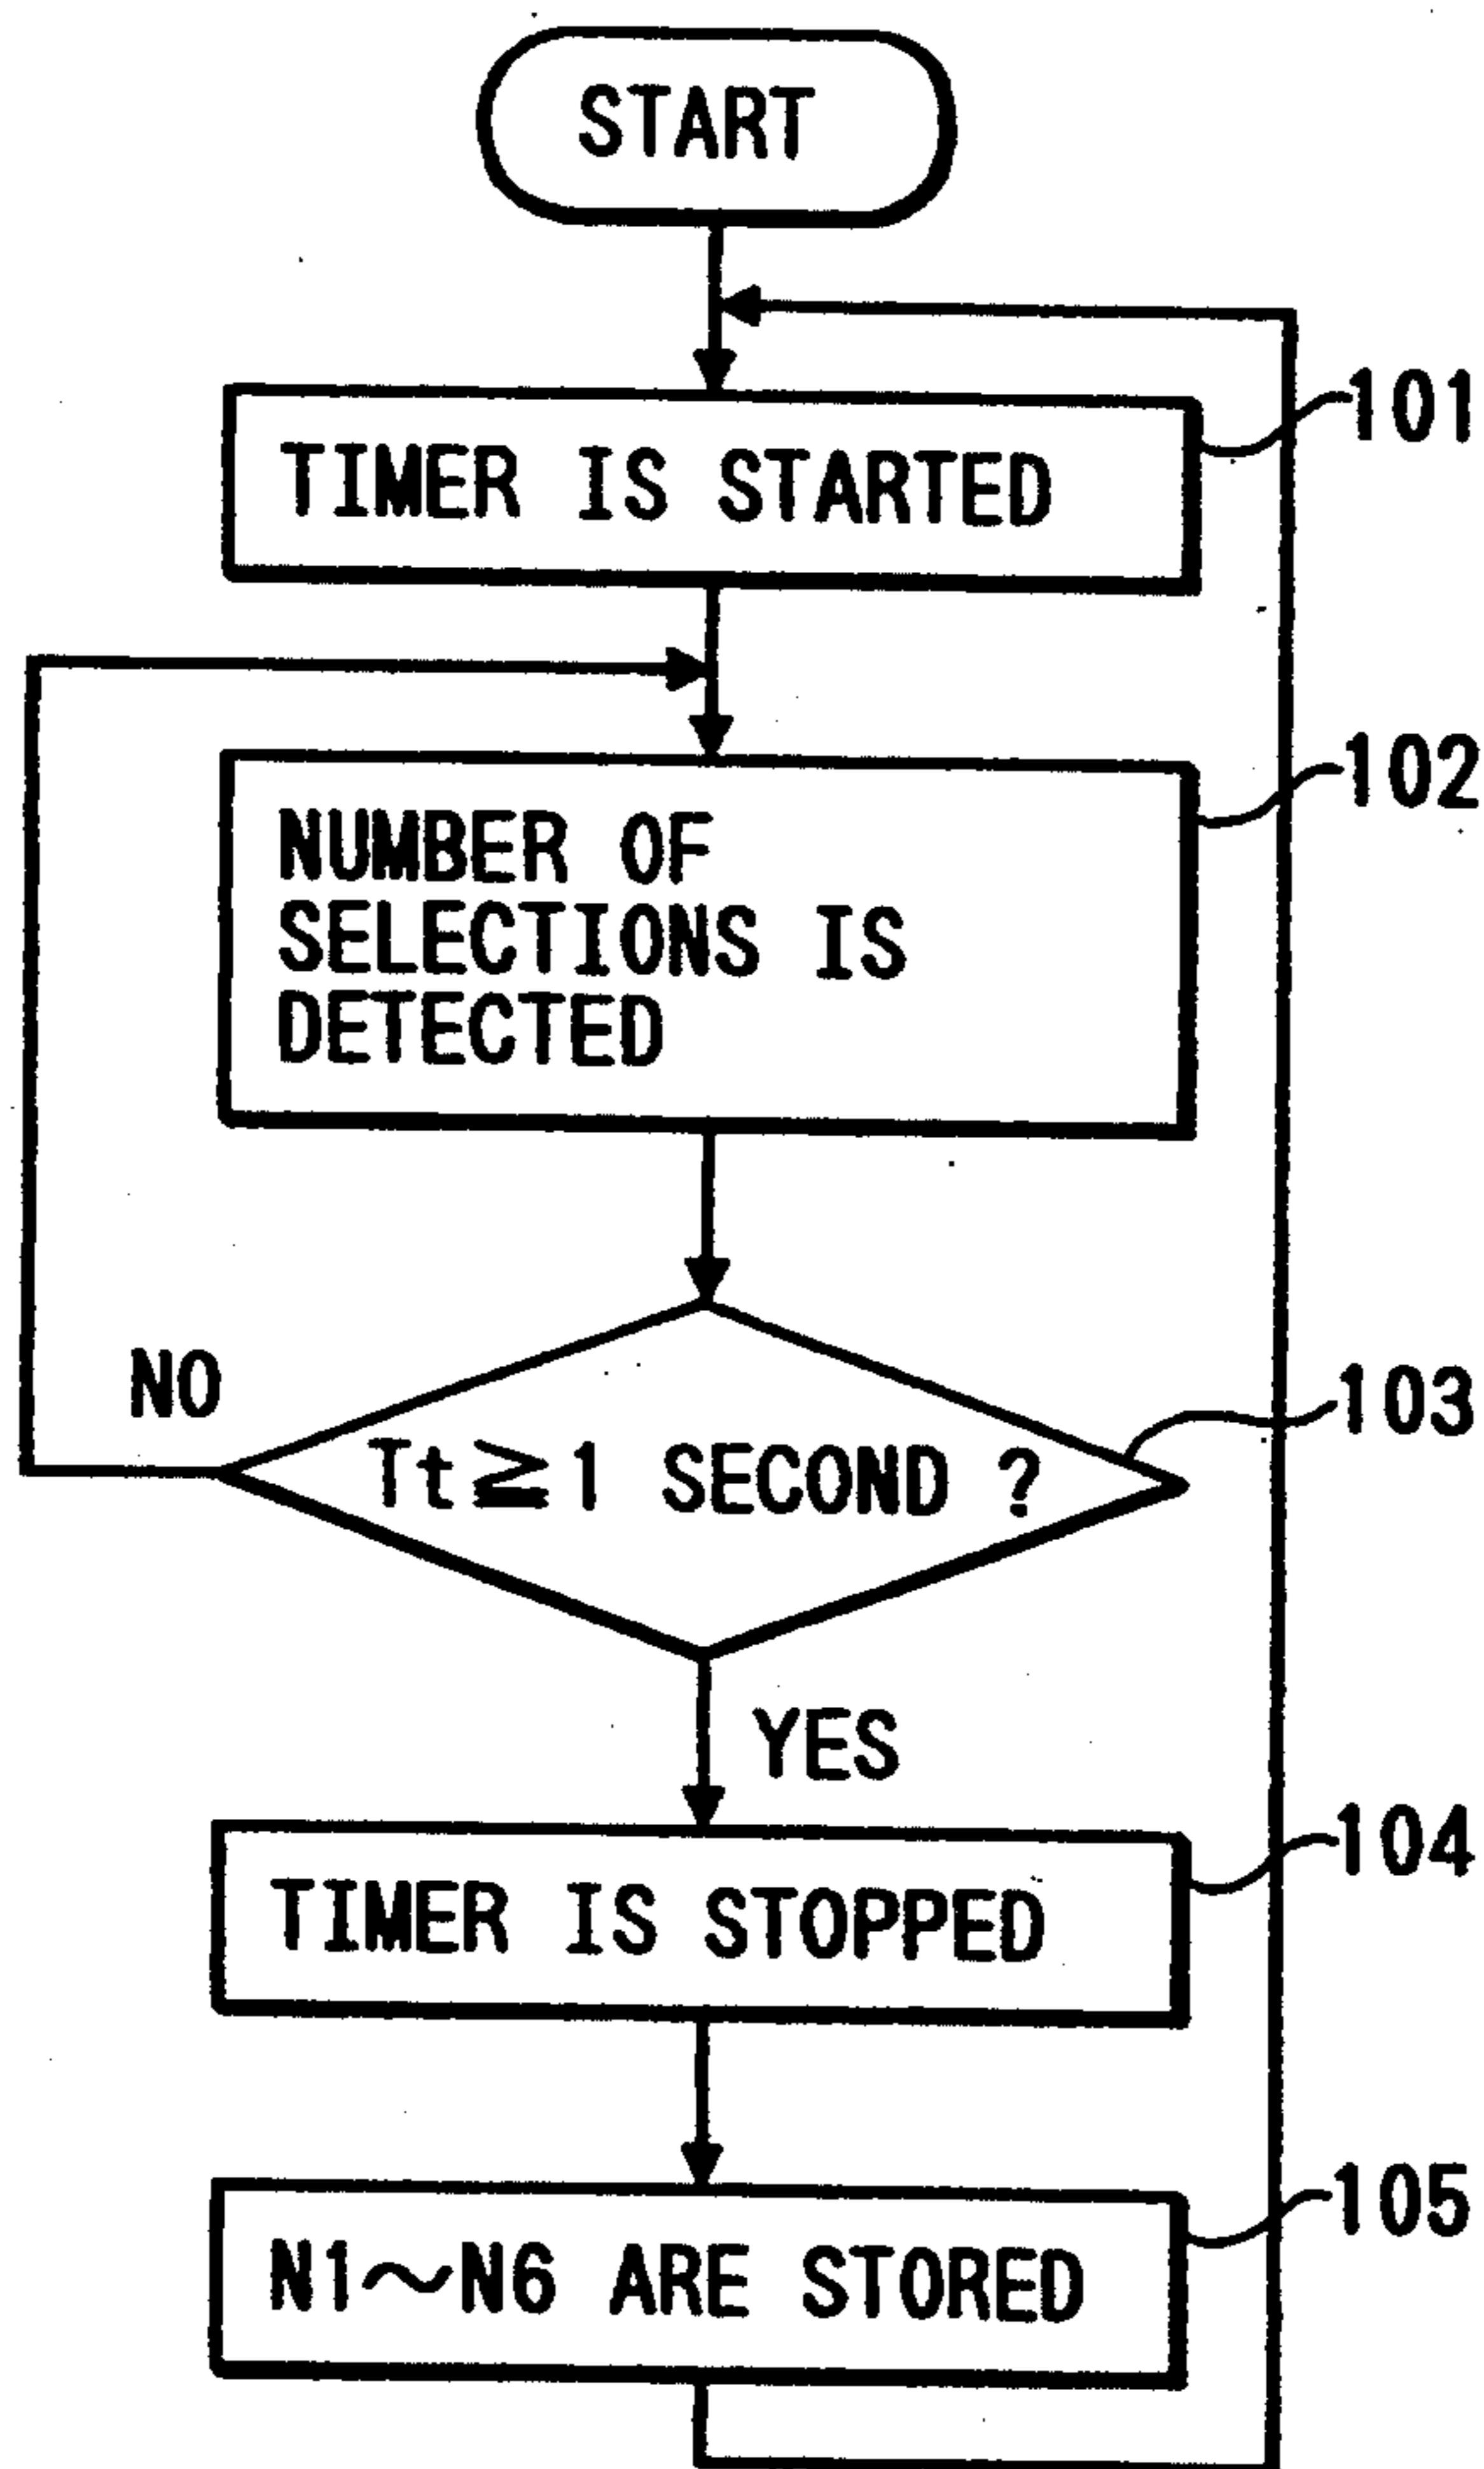 START
101
TIMER IS STARTED
102
NUMBER OF
SELECTIONS IS
DETECTED
NO
103
Tt≧1 SECOND ?
YES
104
TIMER IS STOPPED
105
N1~N6 ARE STORED